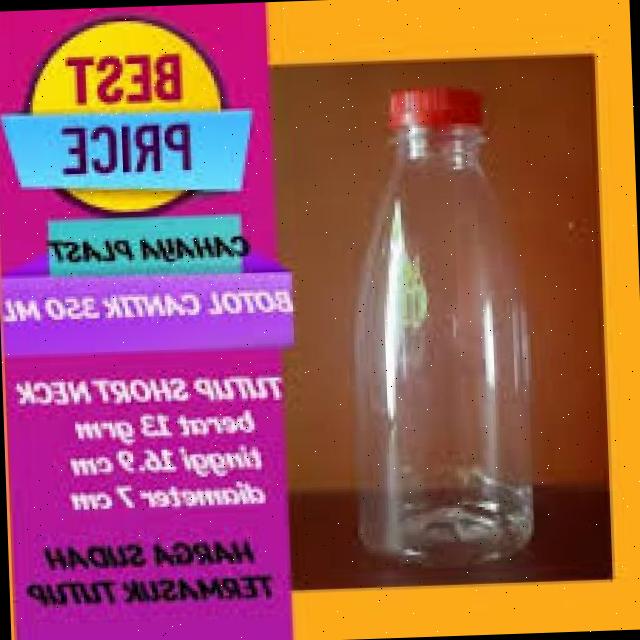 BEST
PRICE
CAHAYA PLAST
BOTOL CANTIK 350 ML
TUTUP SHORT NECK
berat 13 grm
tinggi 16.9 cm
diameter 7 cm
HARGA SUDAH
TERMASUK TUTUP